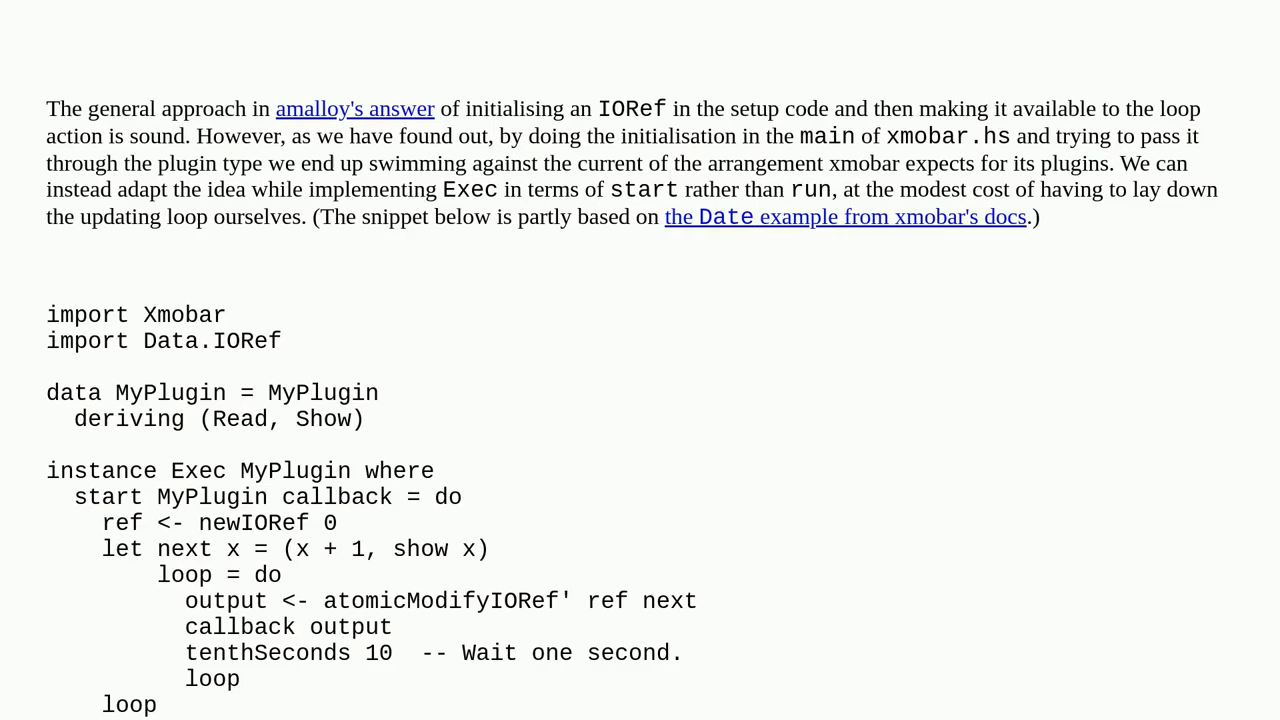 The general approach in amalloy's answer of initialising an IORef in the setup code and then making it available to the loop
action is sound. However, as we have found out, by doing the initialisation in the main of xmobar.hs and trying to pass it
through the plugin type we end up swimming against the current of the arrangement xmobar expects for its plugins. We can
instead adapt the idea while implementing Exec in terms of start rather than run, at the modest cost of having to lay down
the updating loop ourselves. (The snippet below is partly based on the Date example from xmobar's docs.)
import Xmobar
import Data.IORef
data MyPlugin = MyPlugin
  deriving (Read, Show)
instance Exec MyPlugin where
  start MyPlugin callback = do
    ref <- newIORef 0
    let next x = (x + 1, show x)
        loop = do
          output <- atomicModifyIORef' ref next
          callback output
          tenthSeconds 10  -- Wait one second.
          loop
    loop